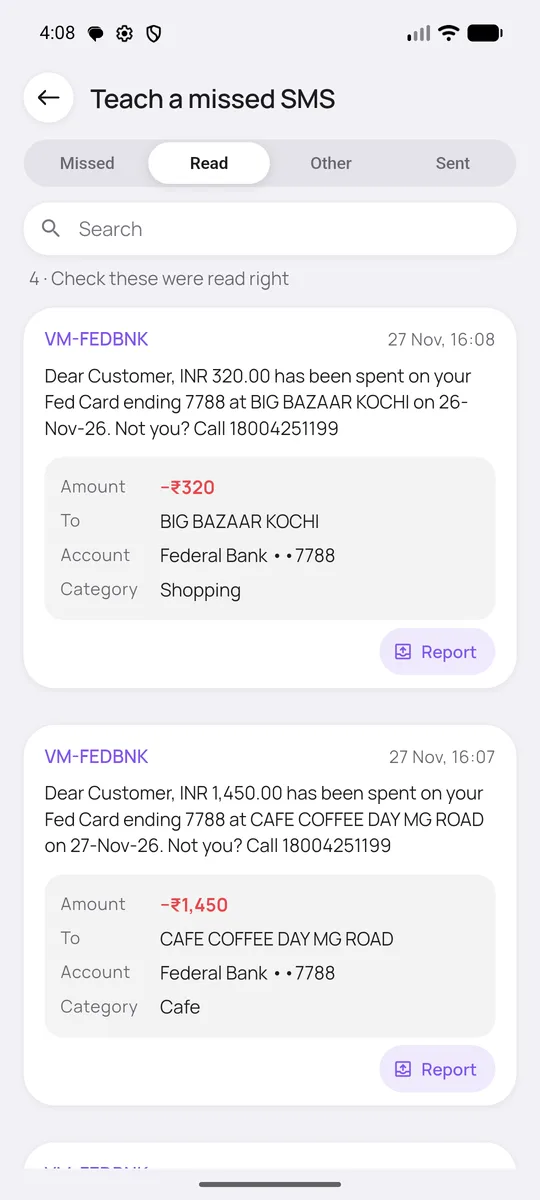 4:08
Teach a missed SMS
Missed Read Other Sent
Search
4 · Check these were read right
VM-FEDBNK 27 Nov, 16:08
Dear Customer, INR 320.00 has been spent on your
Fed Card ending 7788 at BIG BAZAAR KOCHI on 26-
Nov-26. Not you? Call 18004251199
Amount −₹320
To BIG BAZAAR KOCHI
Account Federal Bank ••7788
Category Shopping
Report
VM-FEDBNK 27 Nov, 16:07
Dear Customer, INR 1,450.00 has been spent on your
Fed Card ending 7788 at CAFE COFFEE DAY MG ROAD
on 27-Nov-26. Not you? Call 18004251199
Amount −₹1,450
To CAFE COFFEE DAY MG ROAD
Account Federal Bank ••7788
Category Cafe
Report